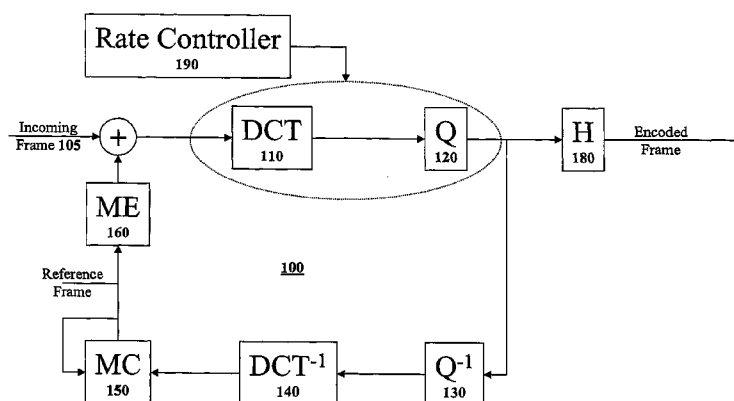 Rate Controller
190
Incoming
Frame 105
+
DCT
110
Q
120
H
180
Encoded
Frame
ME
160
Reference
Frame
100
MC
150
DCT-1
140
Q-1
130